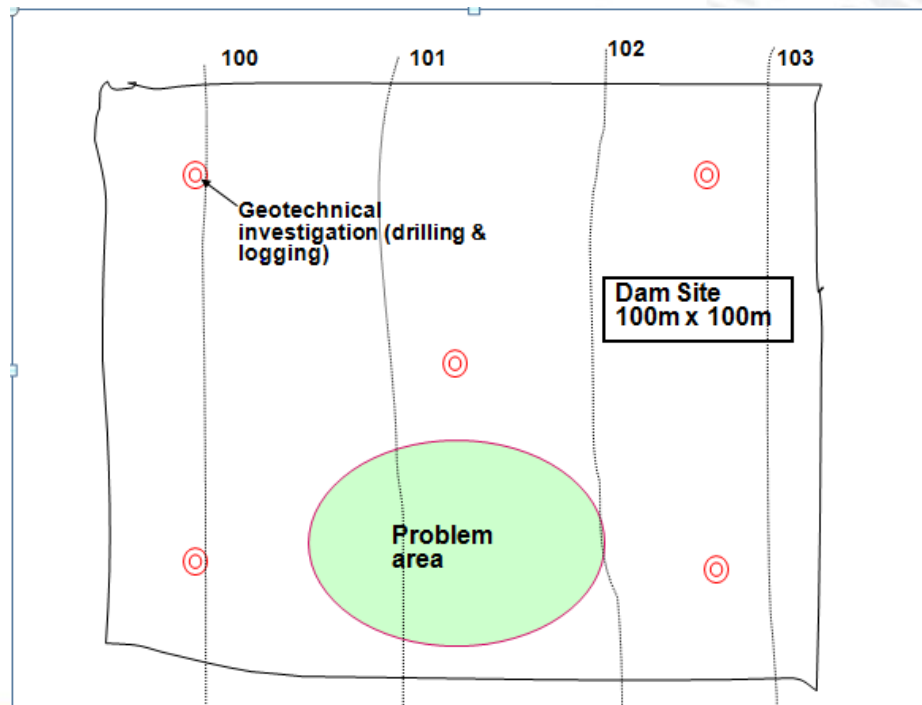 100
101
102
103
Geotechnical
investigation (drilling &
logging)
Dam Site
100m x 100m
Problem
area